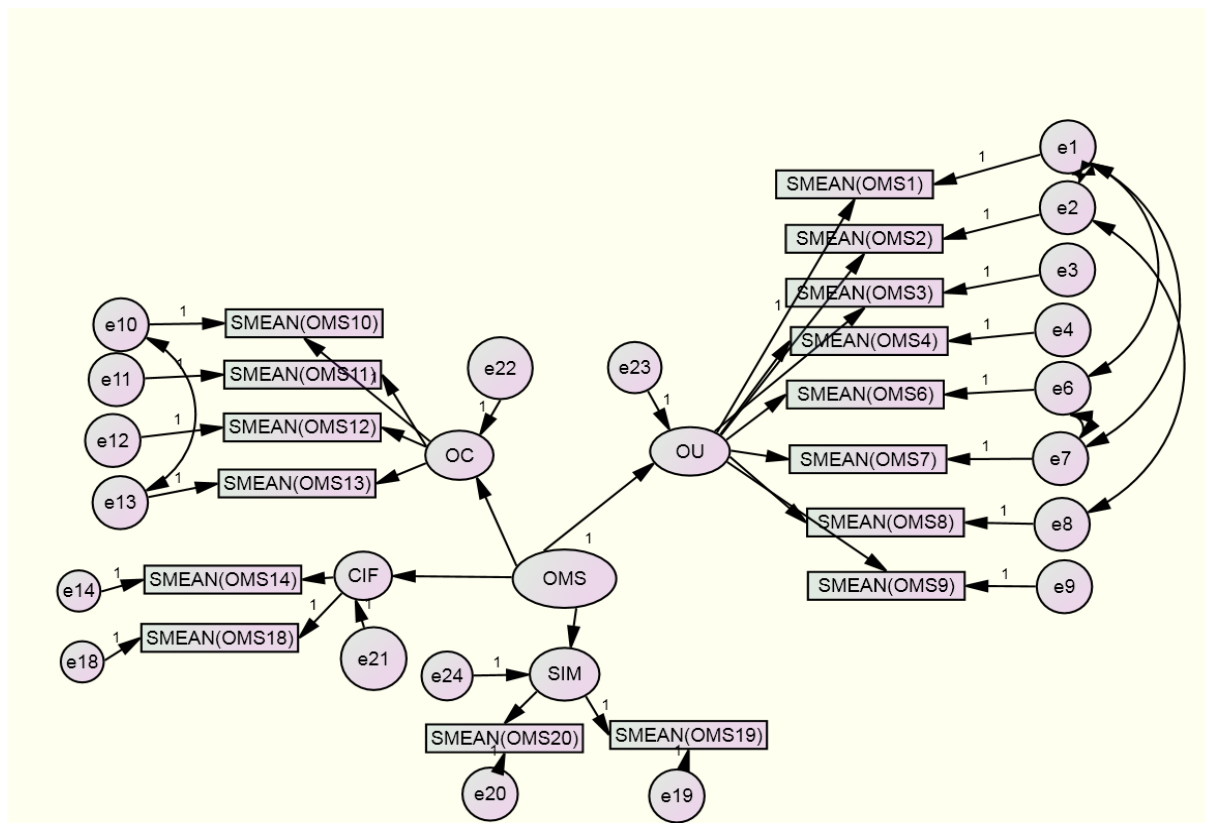 e1
1
SMEAN(OMS1)
e2
1
SMEAN(OMS2)
e3
1
SMEAN(OMS3)
1
e4
1
SMEAN(OMS4)
e10
1
SMEAN(OMS10)
e22
1
e23
1
e6
1
SMEAN(OMS6)
e11
1
SMEAN(OMS11)
1
e12
1
SMEAN(OMS12)
OC
OU
e7
1
SMEAN(OMS7)
e13
1
SMEAN(OMS13)
e8
1
SMEAN(OMS8)
1
OMS
e9
1
SMEAN(OMS9)
e14
1
SMEAN(OMS14)
CIF
1
1
e18
1
SMEAN(OMS18)
e21
e24
1
SIM
1
SMEAN(OMS20)
SMEAN(OMS19)
1
1
e20
e19